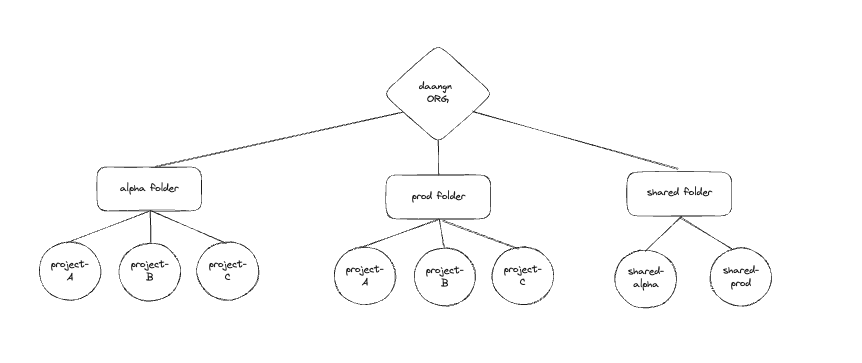 daangn
ORG
alpha folder
prod folder
shared folder
project-
A
project-
B
project-
C
project-
A
project-
B
project-
C
shared-
alpha
shared-
prod